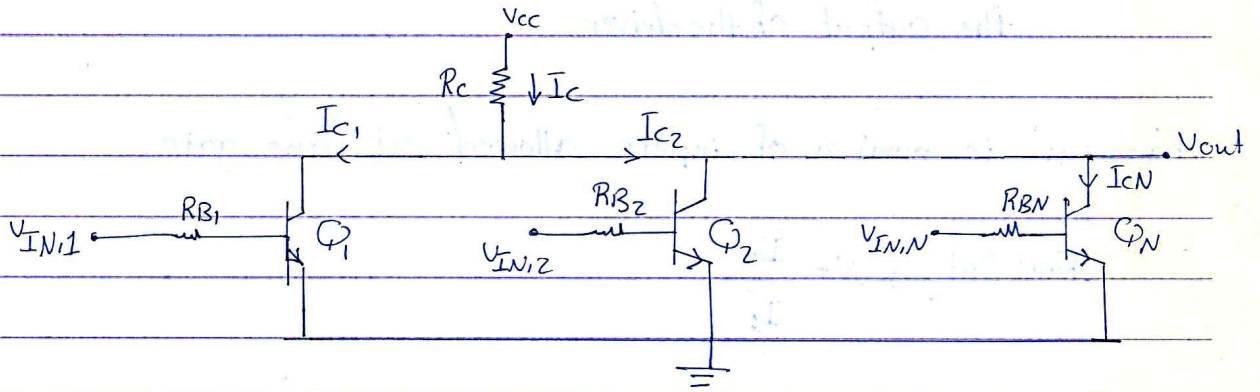 Vcc
Rc Ic
Ic1 Ic2 Vout
IcN
RB1 RB2 RBN
VIN,1 Q1 VIN,2 Q2 VIN,N QN